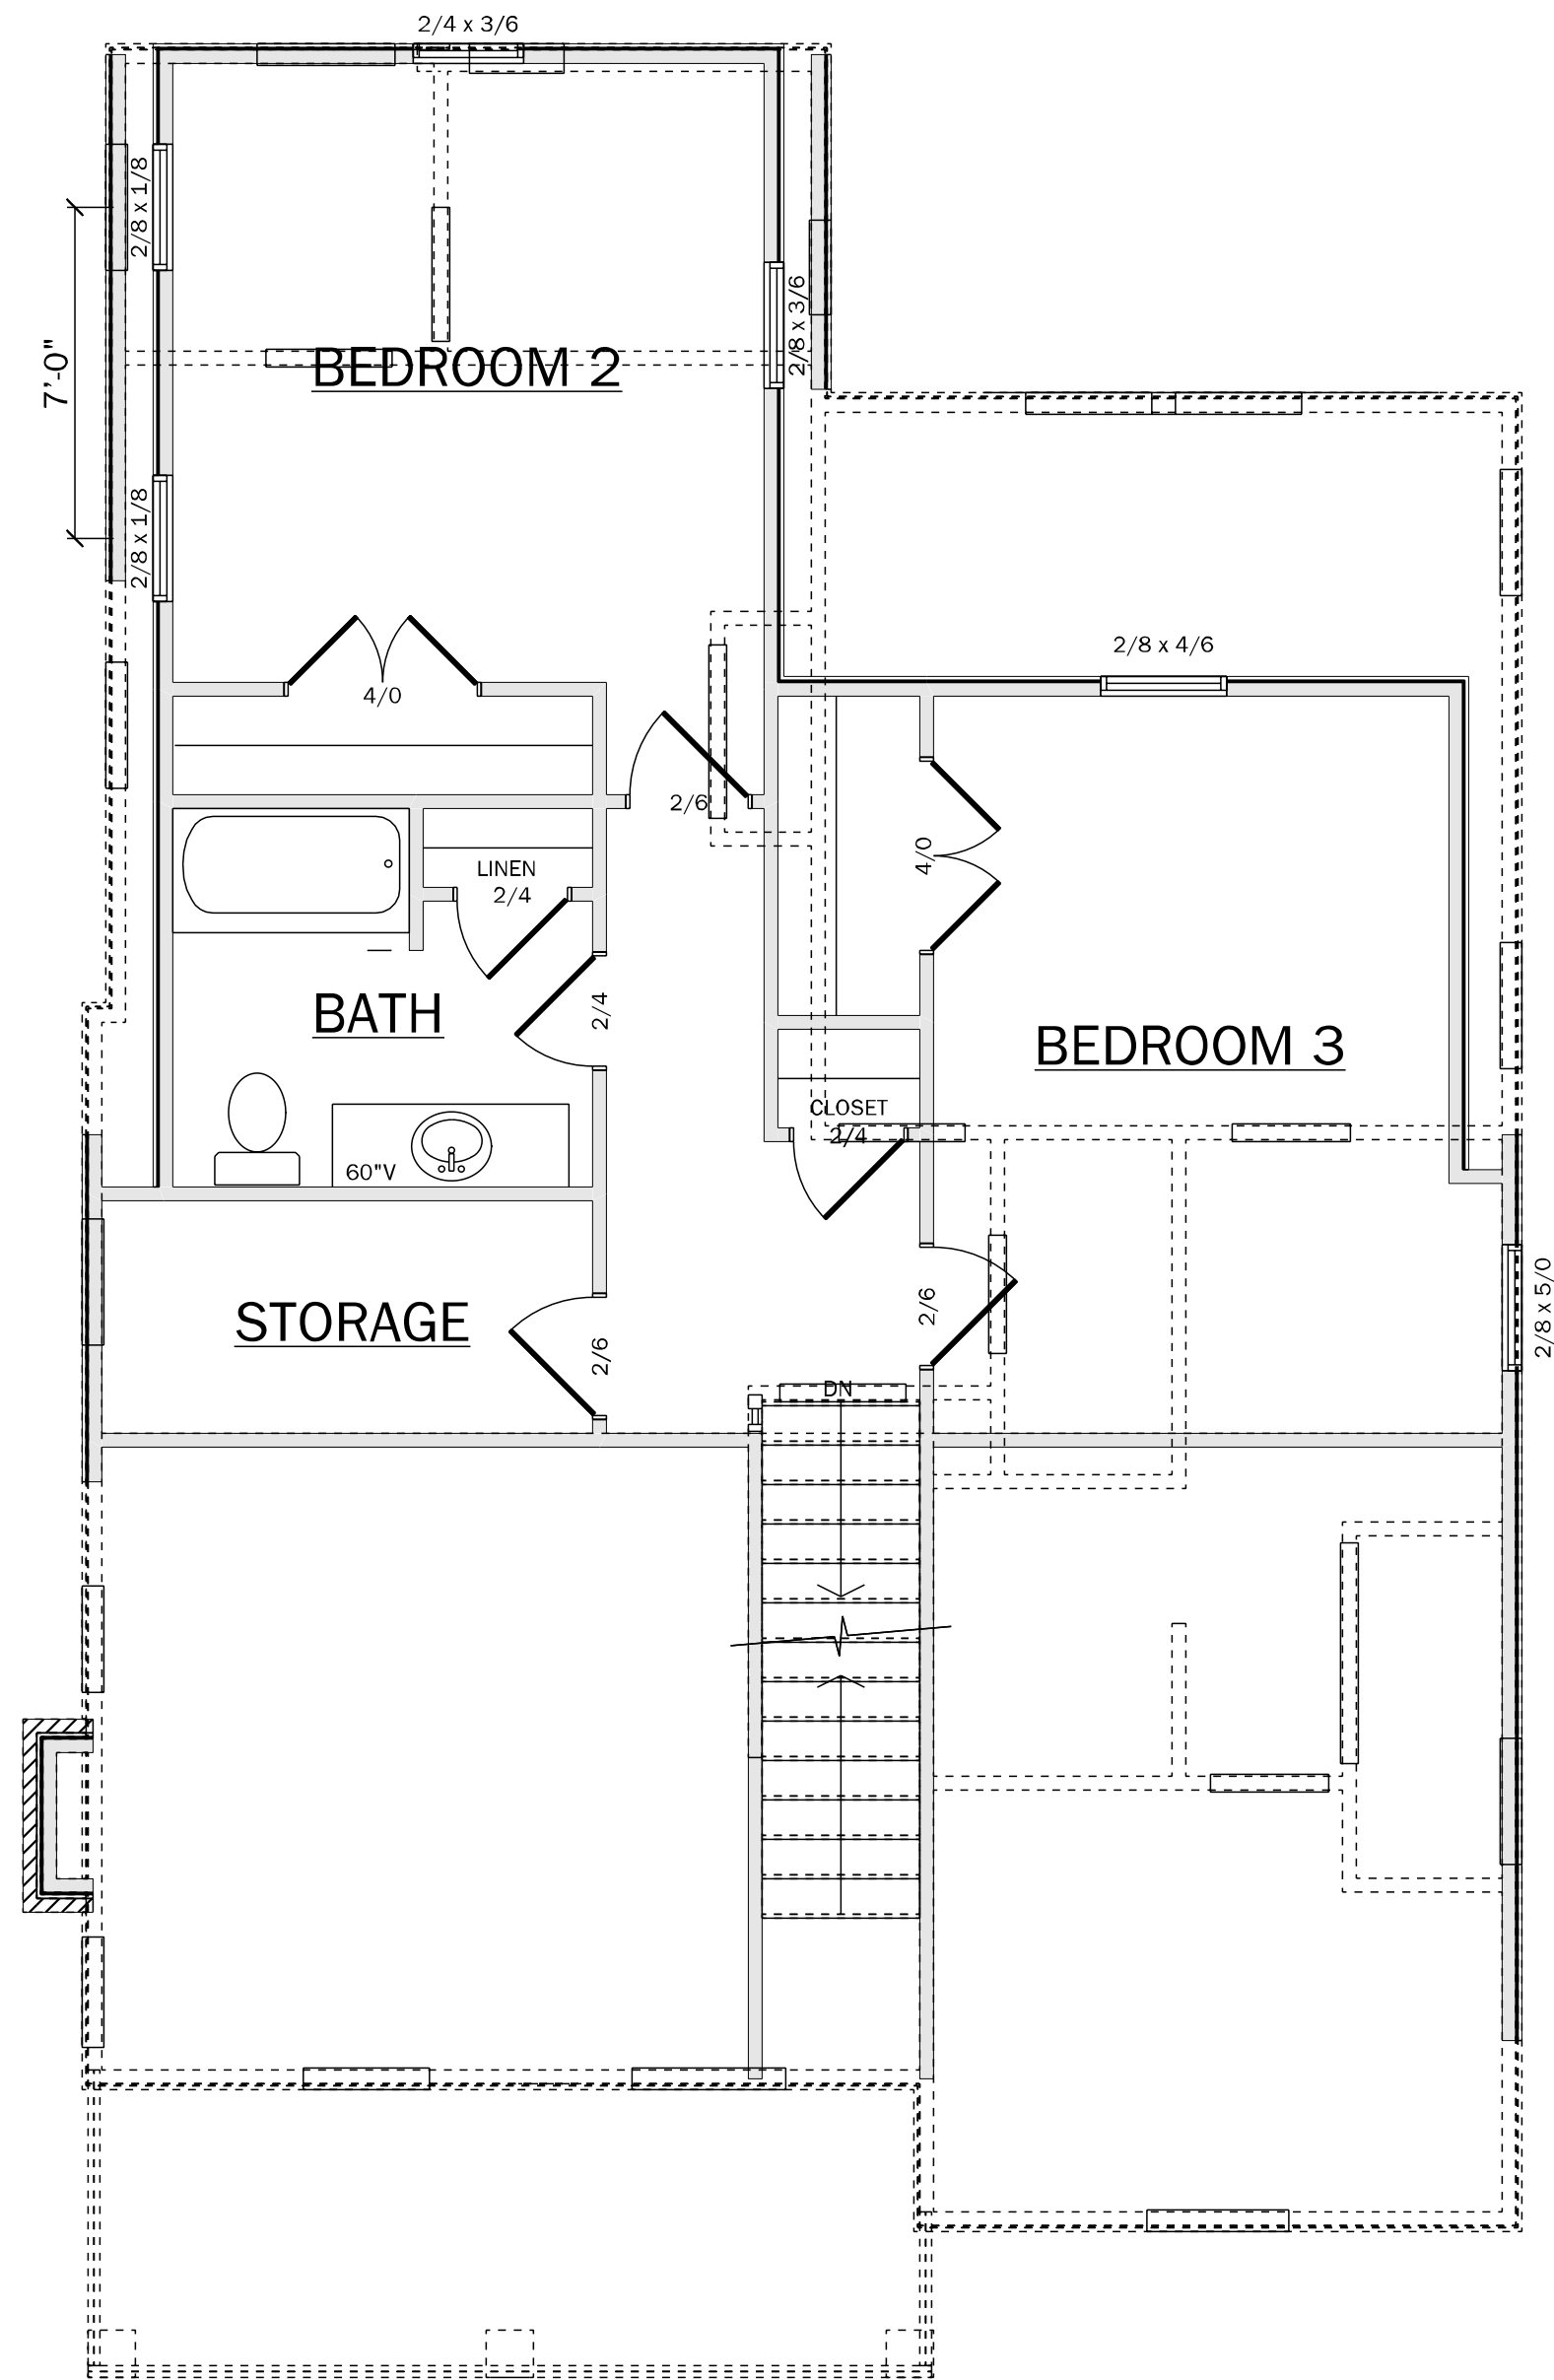 2/4 x 3/6
2/8 x 1/8
2/8 x 3/6
7'-0"
BEDROOM 2
2/8 x 1/8
2/8 x 4/6
4/0
2/6
4/0
LINEN
2/4
BATH
2/4
BEDROOM 3
CLOSET
2/4
60"V
STORAGE
2/6
2/6
2/8 x 5/0
DN